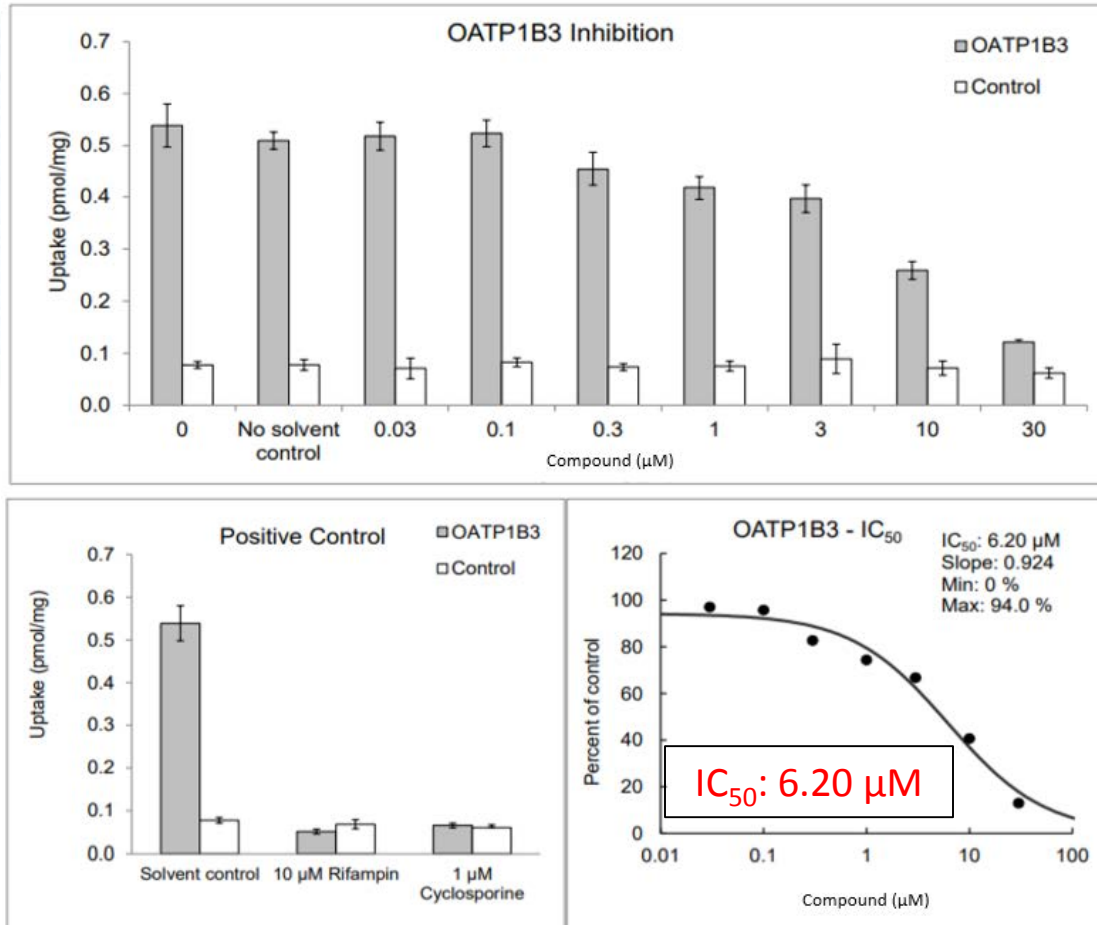 OATP1B3 Inhibition
OATP1B3
Control
Uptake (pmol/mg)
0.7
0.6
0.5
0.4
0.3
0.2
0.1
0.0
0
No solvent
control
0.03
0.1
0.3
1
3
10
30
Compound (µM)
Positive Control
OATP1B3
Control
Uptake (pmol/mg)
0.7
0.6
0.5
0.4
0.3
0.2
0.1
0.0
Solvent control
10 µM Rifampin
1 µM
Cyclosporine
OATP1B3 - IC50
IC50: 6.20 µM
Slope: 0.924
Min: 0 %
Max: 94.0 %
Percent of control
120
100
80
60
40
20
0
IC50: 6.20 µM
0.01
0.1
1
10
100
Compound (µM)